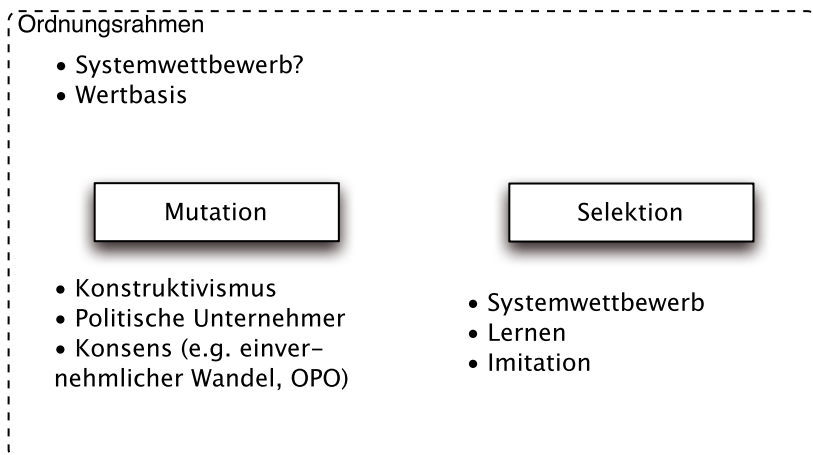 Ordnungsrahmen
• Systemwettbewerb?
• Wertbasis
Mutation
• Konstruktivismus
• Politische Unternehmer
• Konsens (e.g. einver–
nehmlicher Wandel, OPO)
Selektion
• Systemwettbewerb
• Lernen
• Imitation